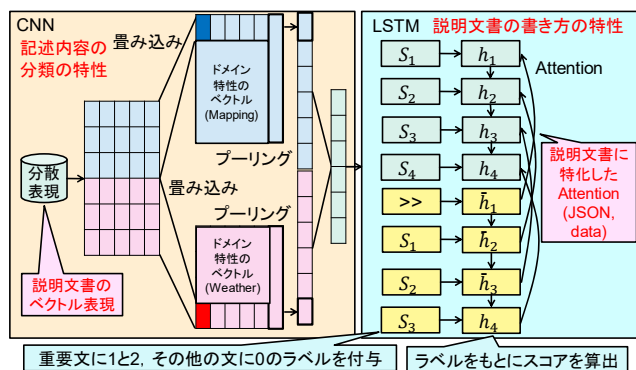 CNN
記述内容の
分類の特性
畳み込み
ドメイン
特性の
ベクトル
(Mapping)
プーリング
分散
表現
畳み込み
プーリング
ドメイン
特性の
ベクトル
(Weather)
説明文書の
ベクトル表現
LSTM 説明文書の書き方の特性
S₁ h₁
Attention
S₂ h₂
S₃ h₃
S₄ h₄
>> h̄₁
S₁ h̄₂
S₂ h̄₃
S₃ h₄
説明文書に
特化した
Attention
(JSON,
data)
重要文に1と2，その他の文に0のラベルを付与
ラベルをもとにスコアを算出